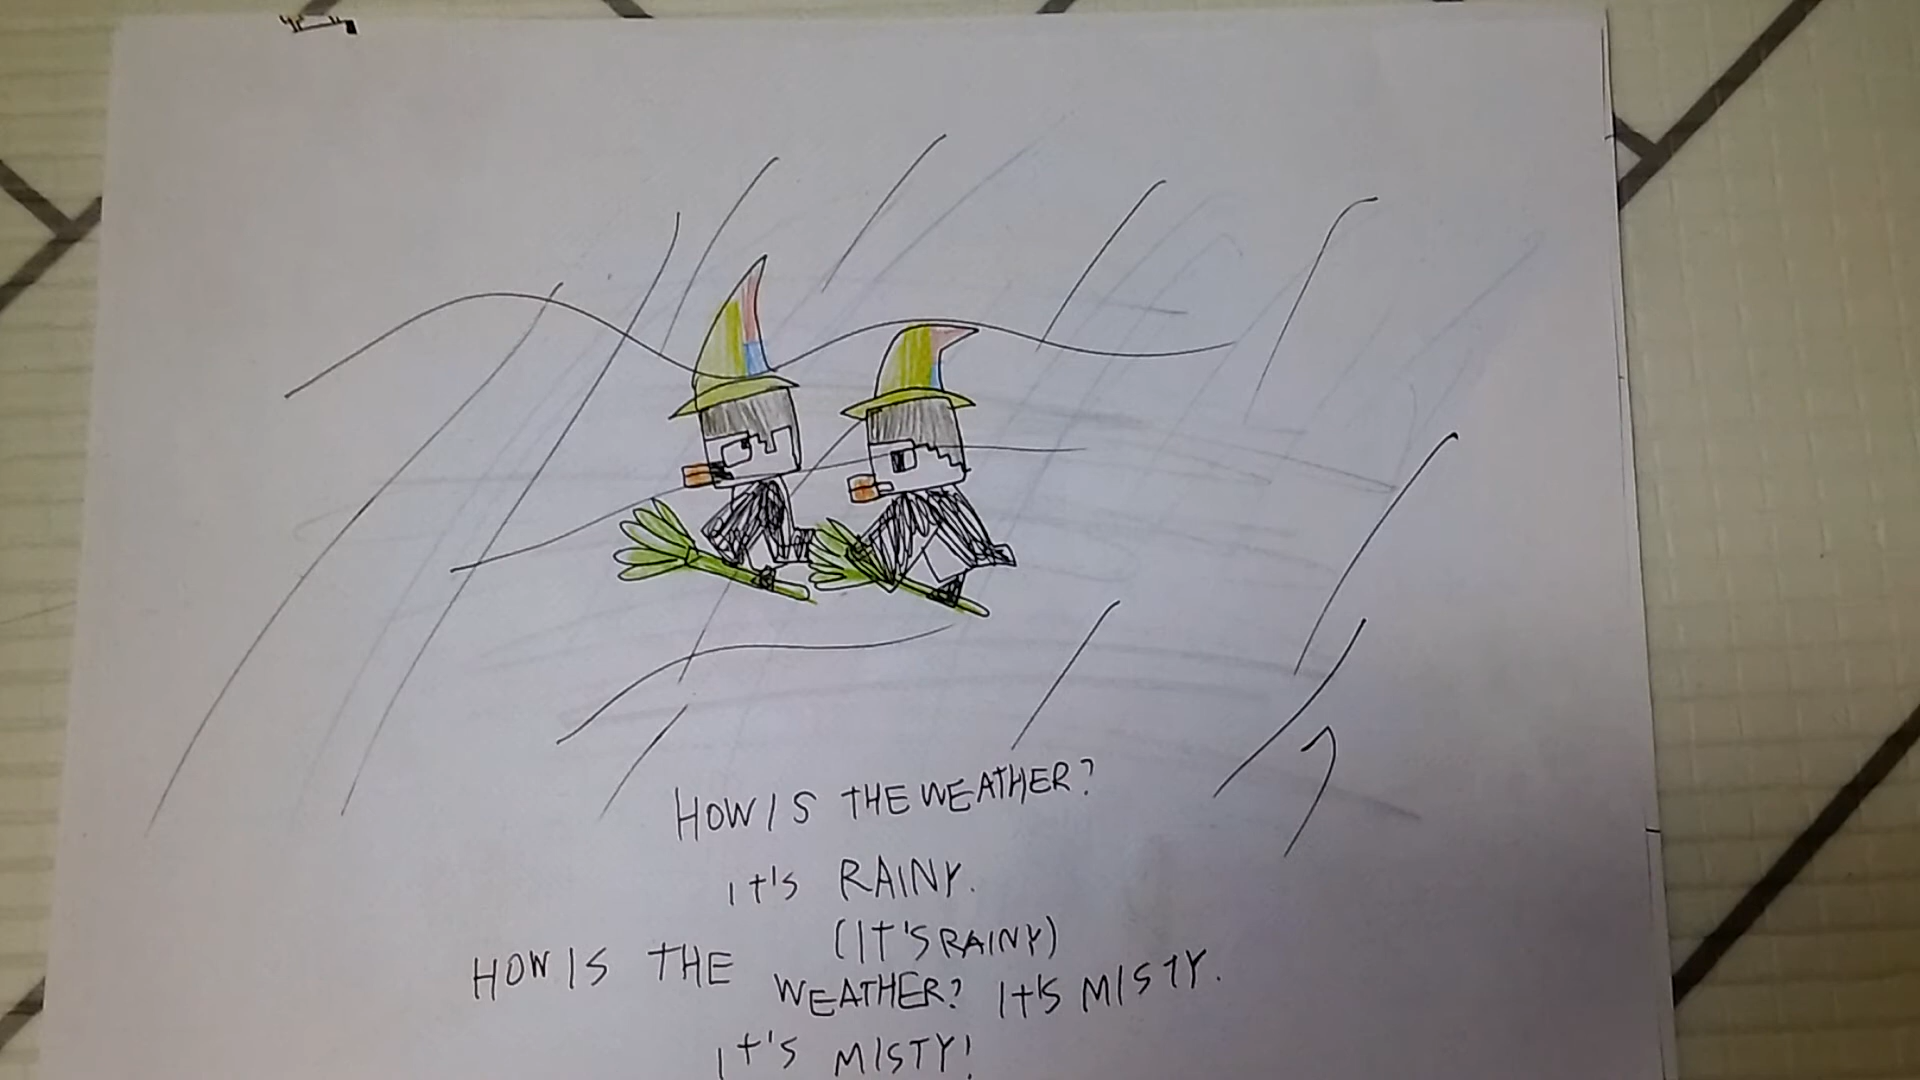 HOW IS THE WEATHER?
It's RAINY.
(IT'S RAINY)
HOW IS THE WEATHER? It's MISTY.
It's MISTY!